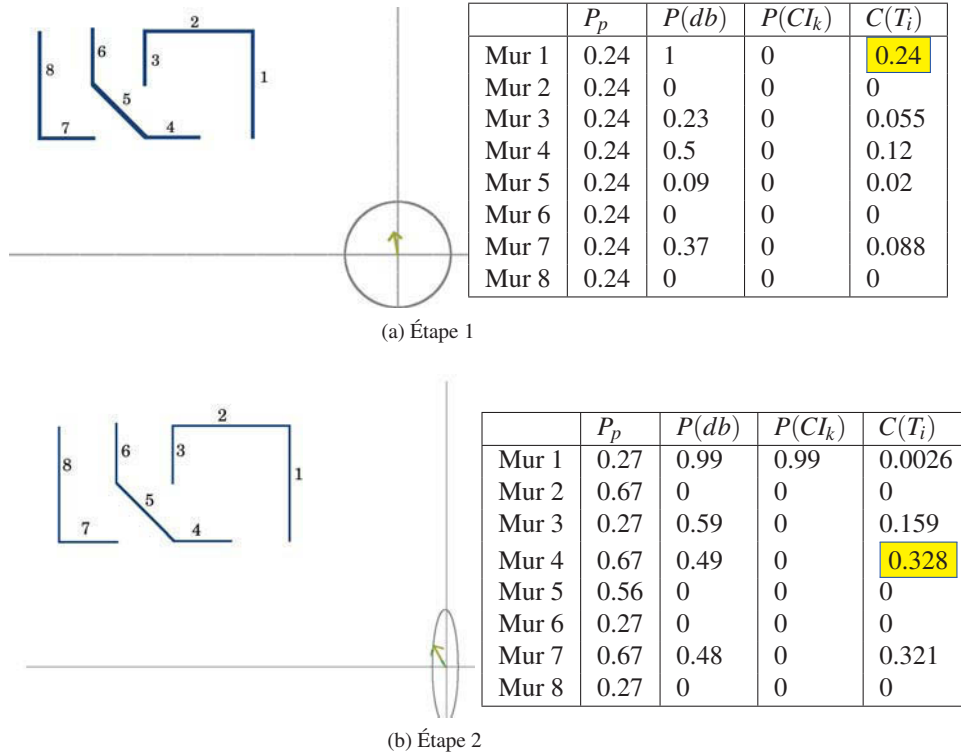 2
6
3
8
1
5
7
4
P_p P(db) P(CI_k) C(T_i)
Mur 1 0.24 1 0 0.24
Mur 2 0.24 0 0 0
Mur 3 0.24 0.23 0 0.055
Mur 4 0.24 0.5 0 0.12
Mur 5 0.24 0.09 0 0.02
Mur 6 0.24 0 0 0
Mur 7 0.24 0.37 0 0.088
Mur 8 0.24 0 0 0
(a) Étape 1
2
6
3
8
1
5
7
4
P_p P(db) P(CI_k) C(T_i)
Mur 1 0.27 0.99 0.99 0.0026
Mur 2 0.67 0 0 0
Mur 3 0.27 0.59 0 0.159
Mur 4 0.67 0.49 0 0.328
Mur 5 0.56 0 0 0
Mur 6 0.27 0 0 0
Mur 7 0.67 0.48 0 0.321
Mur 8 0.27 0 0 0
(b) Étape 2